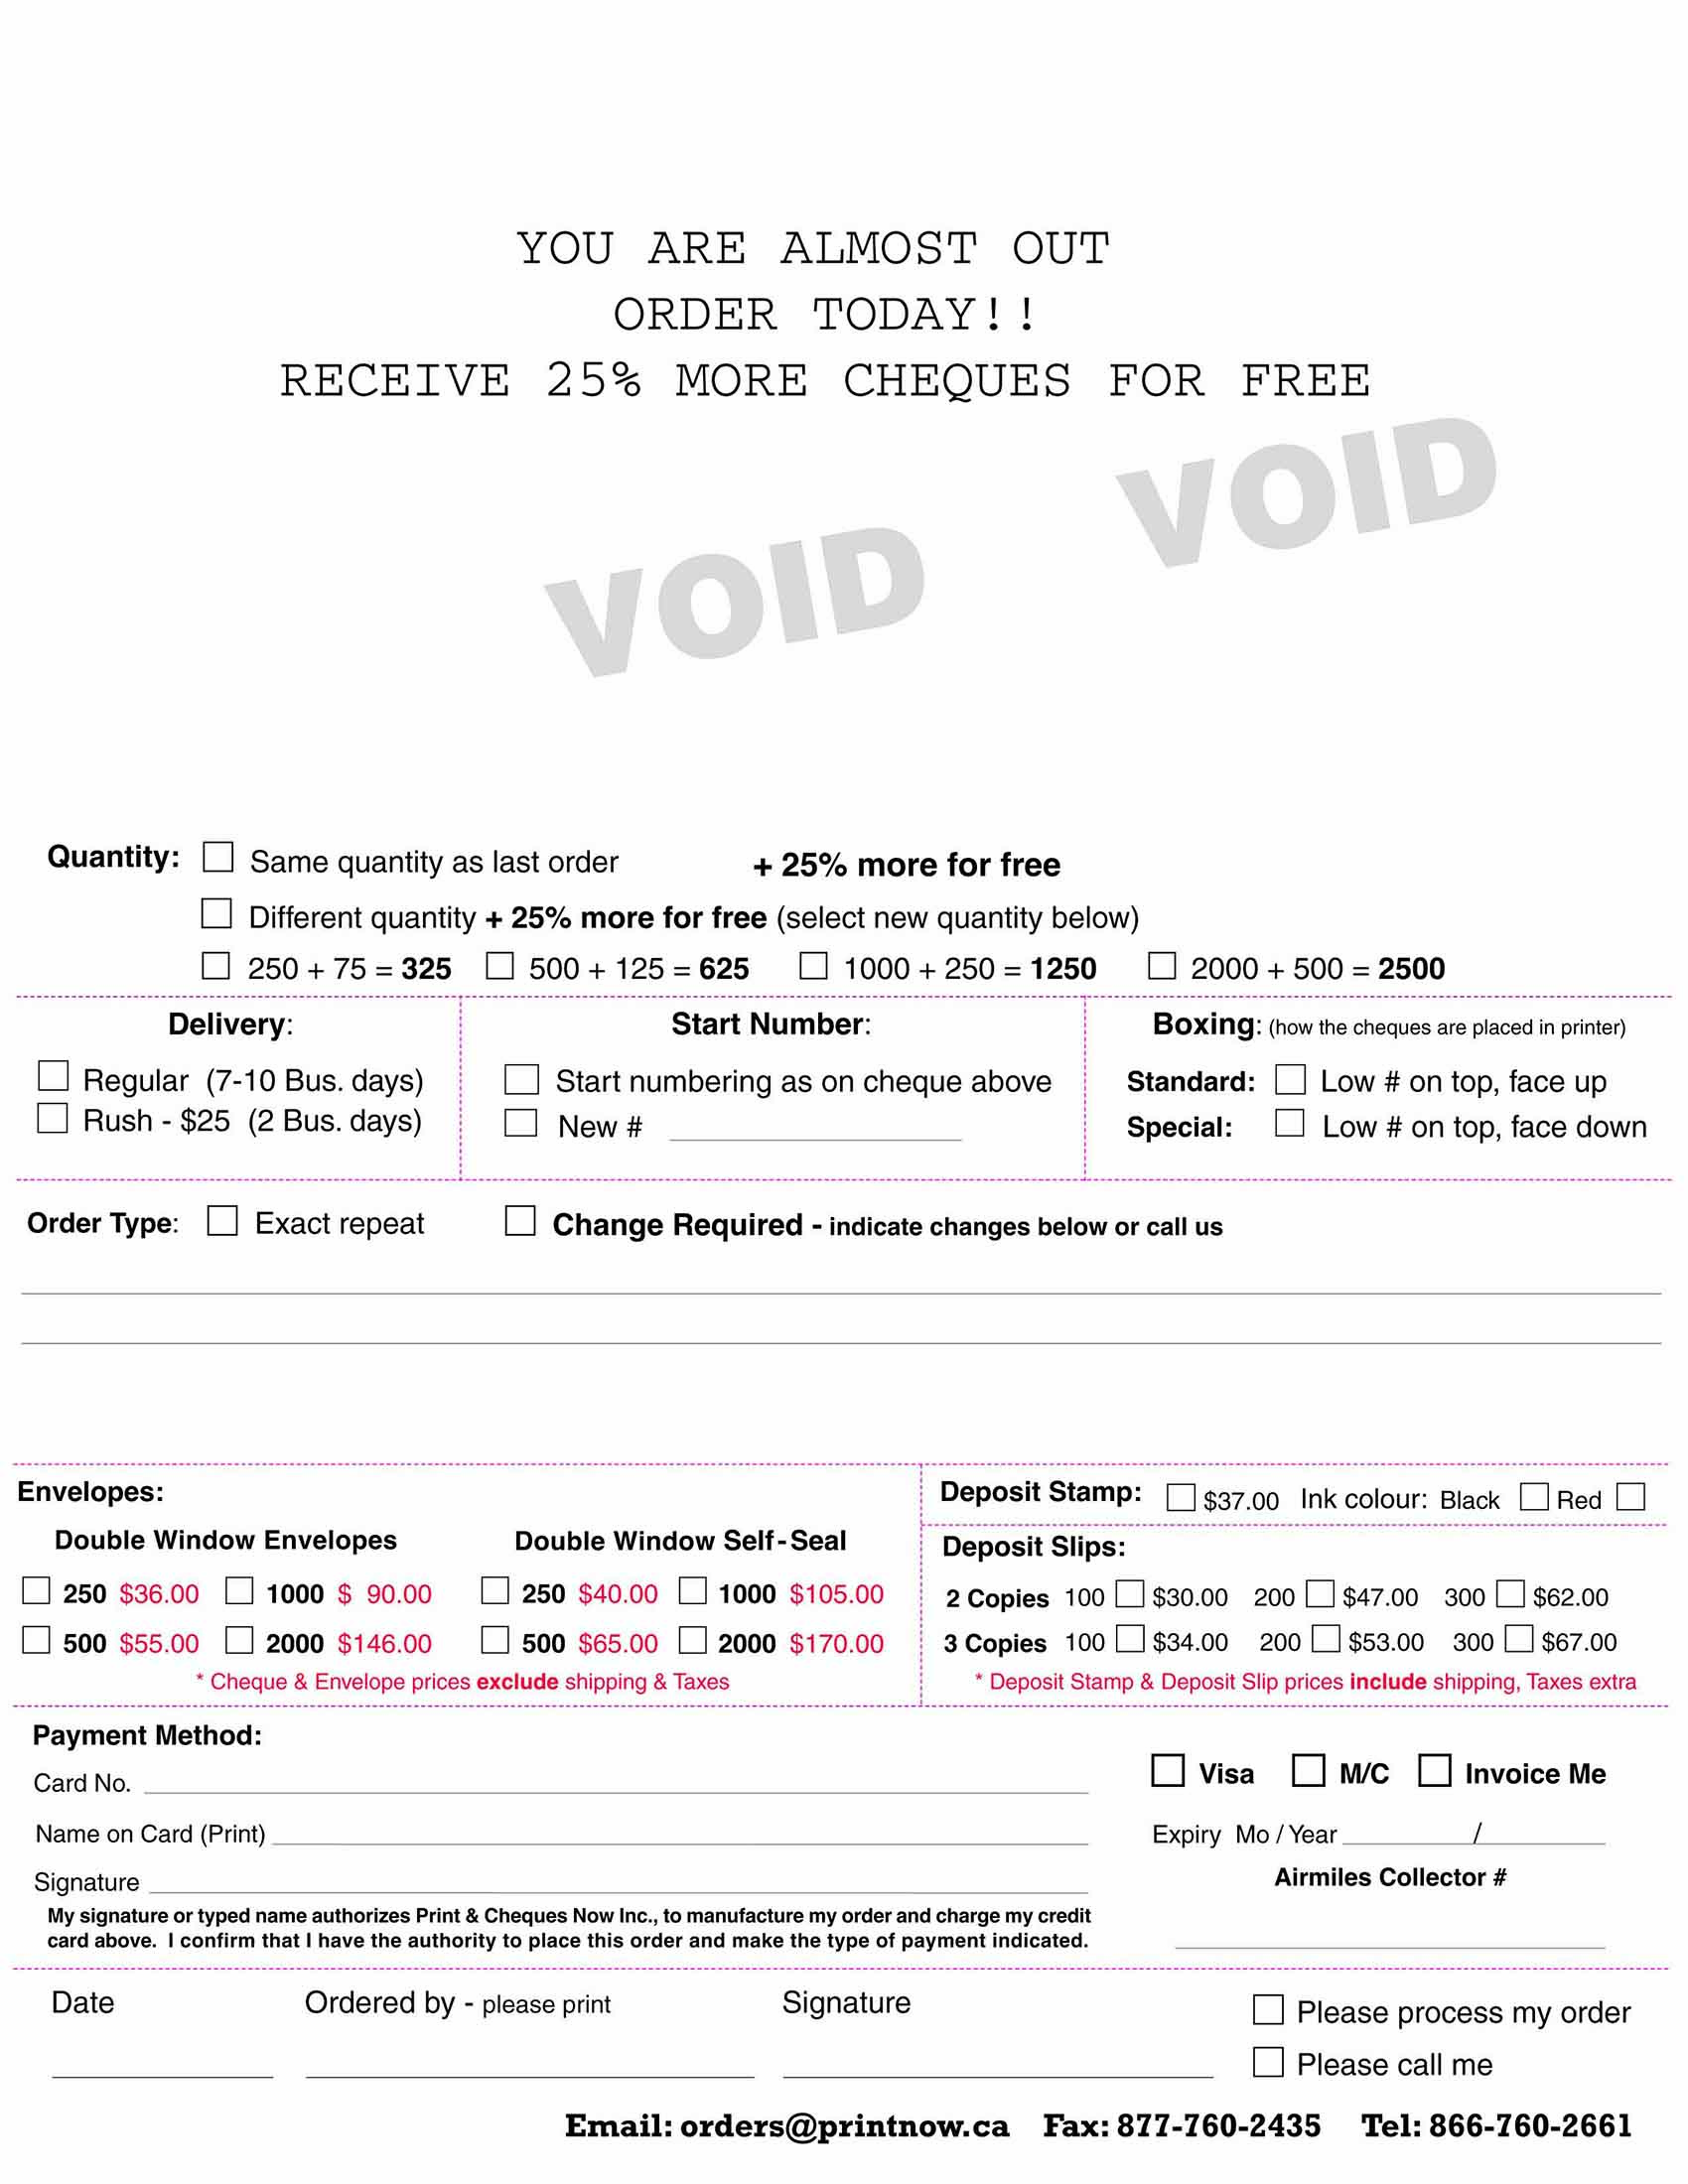 YOU ARE ALMOST OUT
ORDER TODAY!!
RECEIVE 25% MORE CHEQUES FOR FREE
VOID
VOID
Quantity: Same quantity as last order + 25% more for free
Different quantity + 25% more for free (select new quantity below)
250 + 75 = 325 500 + 125 = 625 1000 + 250 = 1250 2000 + 500 = 2500
Delivery:
Regular (7-10 Bus. days)
Rush - $25 (2 Bus. days)
Start Number:
Start numbering as on cheque above
New #
Boxing: (how the cheques are placed in printer)
Standard: Low # on top, face up
Special: Low # on top, face down
Order Type: Exact repeat Change Required - indicate changes below or call us
Envelopes:
Double Window Envelopes Double Window Self-Seal
250 $36.00 1000 $ 90.00 250 $40.00 1000 $105.00
500 $55.00 2000 $146.00 500 $65.00 2000 $170.00
* Cheque & Envelope prices exclude shipping & Taxes
Deposit Stamp: $37.00 Ink colour: Black Red
Deposit Slips:
2 Copies 100 $30.00 200 $47.00 300 $62.00
3 Copies 100 $34.00 200 $53.00 300 $67.00
* Deposit Stamp & Deposit Slip prices include shipping, Taxes extra
Payment Method:
Card No.
Name on Card (Print)
Signature
My signature or typed name authorizes Print & Cheques Now Inc., to manufacture my order and charge my credit
card above. I confirm that I have the authority to place this order and make the type of payment indicated.
Visa M/C Invoice Me
Expiry Mo / Year /
Airmiles Collector #
Date Ordered by - please print Signature
Please process my order
Please call me
Email: orders@printnow.ca Fax: 877-760-2435 Tel: 866-760-2661